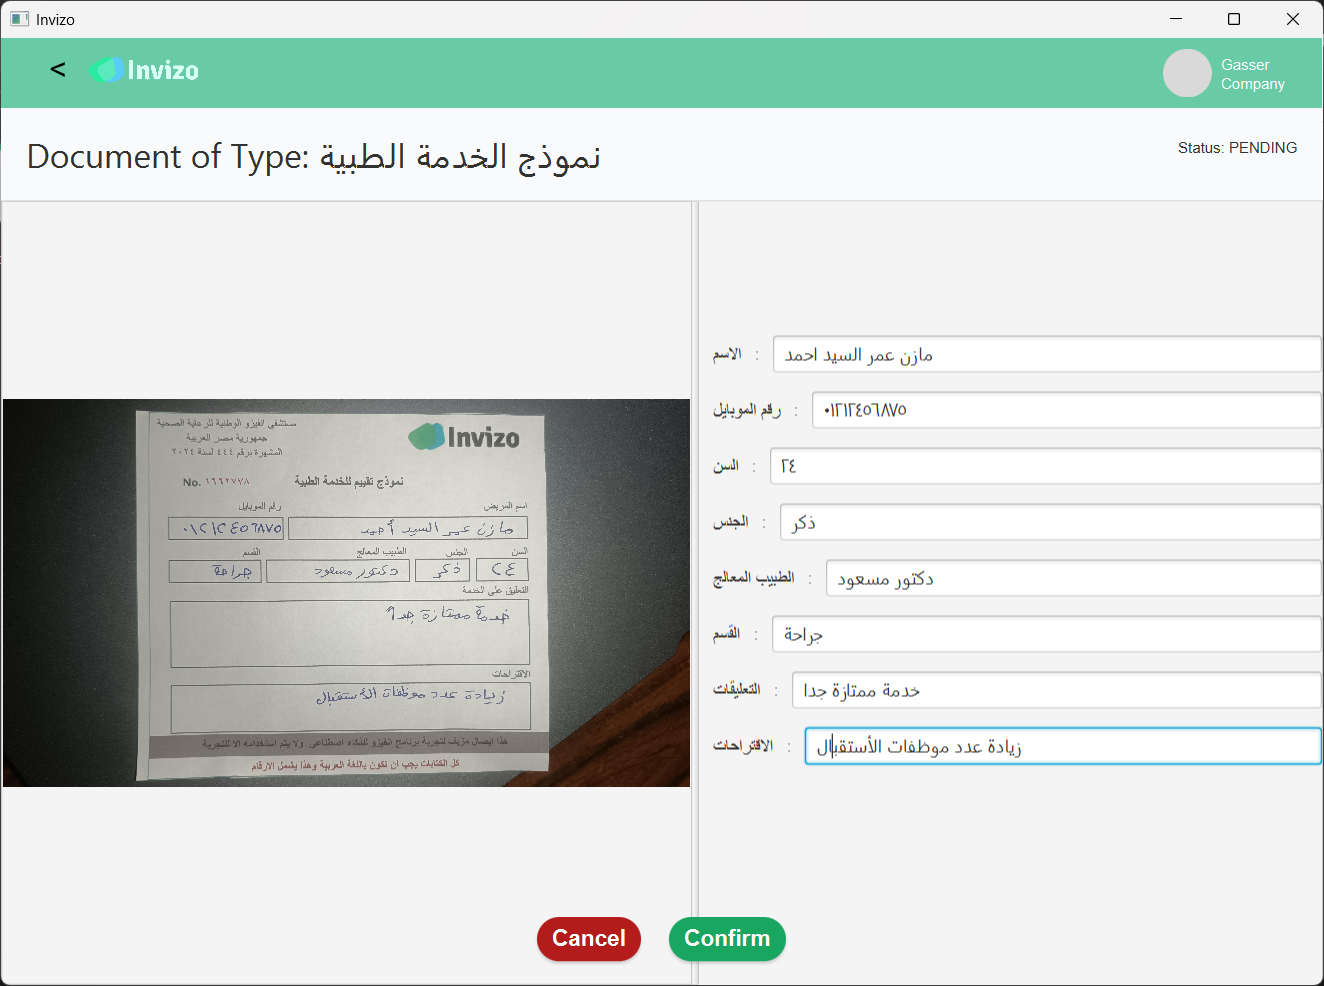 Invizo
<
Invizo
Gasser
Company
Document of Type: نموذج الخدمة الطبية
Status: PENDING
مستشفى انفيزو الوطنية للرعاية الصحية
جمهورية مصر العربية
المشهرة برقم ٤٤٤ لسنة ٢٠٢٤
Invizo
No. ١٦٦٢٧٧٨
نموذج تقييم للخدمة الطبية
اسم المريض
رقم الموبايل
مازن عمر السيد أحمد
٠١٢١٢٤٥٦٨٧٥
السن
الجنس
الطبيب المعالج
القسم
٢٤
ذكر
دكتور مسعود
جراحة
التعليق على الخدمة
خدمة ممتازة جداً
الاقتراحات
زيادة عدد موظفات الأستقبال
هذا ايصال مزيف لتجربة برنامج انفيزو للذكاء اصطناعي ولا يتم استخدامه الا للتجربة
كل الكتابات يجب ان تكون باللغة العربية وهذا يشمل الارقام
الاسم : مازن عمر السيد احمد
رقم الموبايل : ٠١٢١٢٤٥٦٨٧٥
السن : ٢٤
الجنس : ذكر
الطبيب المعالج : دكتور مسعود
القسم : جراحة
التعليقات : خدمة ممتازة جدا
الاقتراحات : زيادة عدد موظفات الأستقبال
Cancel
Confirm